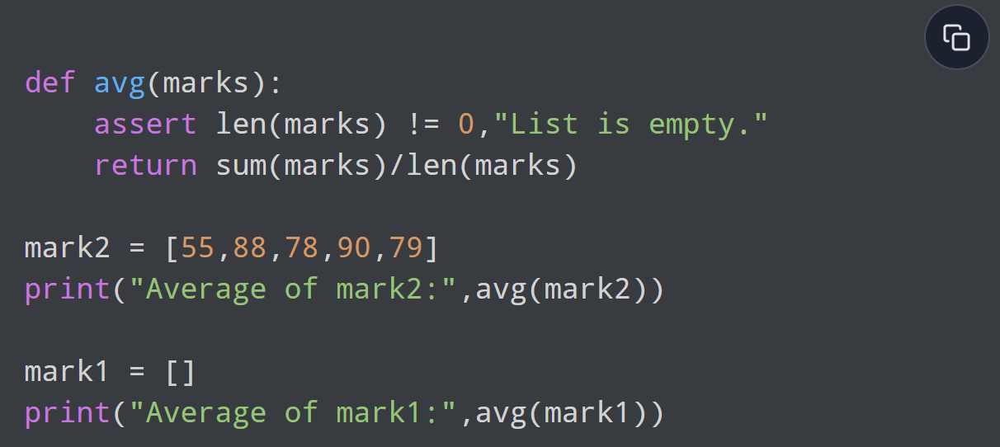 def avg(marks):
    assert len(marks) != 0,"List is empty."
    return sum(marks)/len(marks)

mark2 = [55,88,78,90,79]
print("Average of mark2:",avg(mark2))

mark1 = []
print("Average of mark1:",avg(mark1))